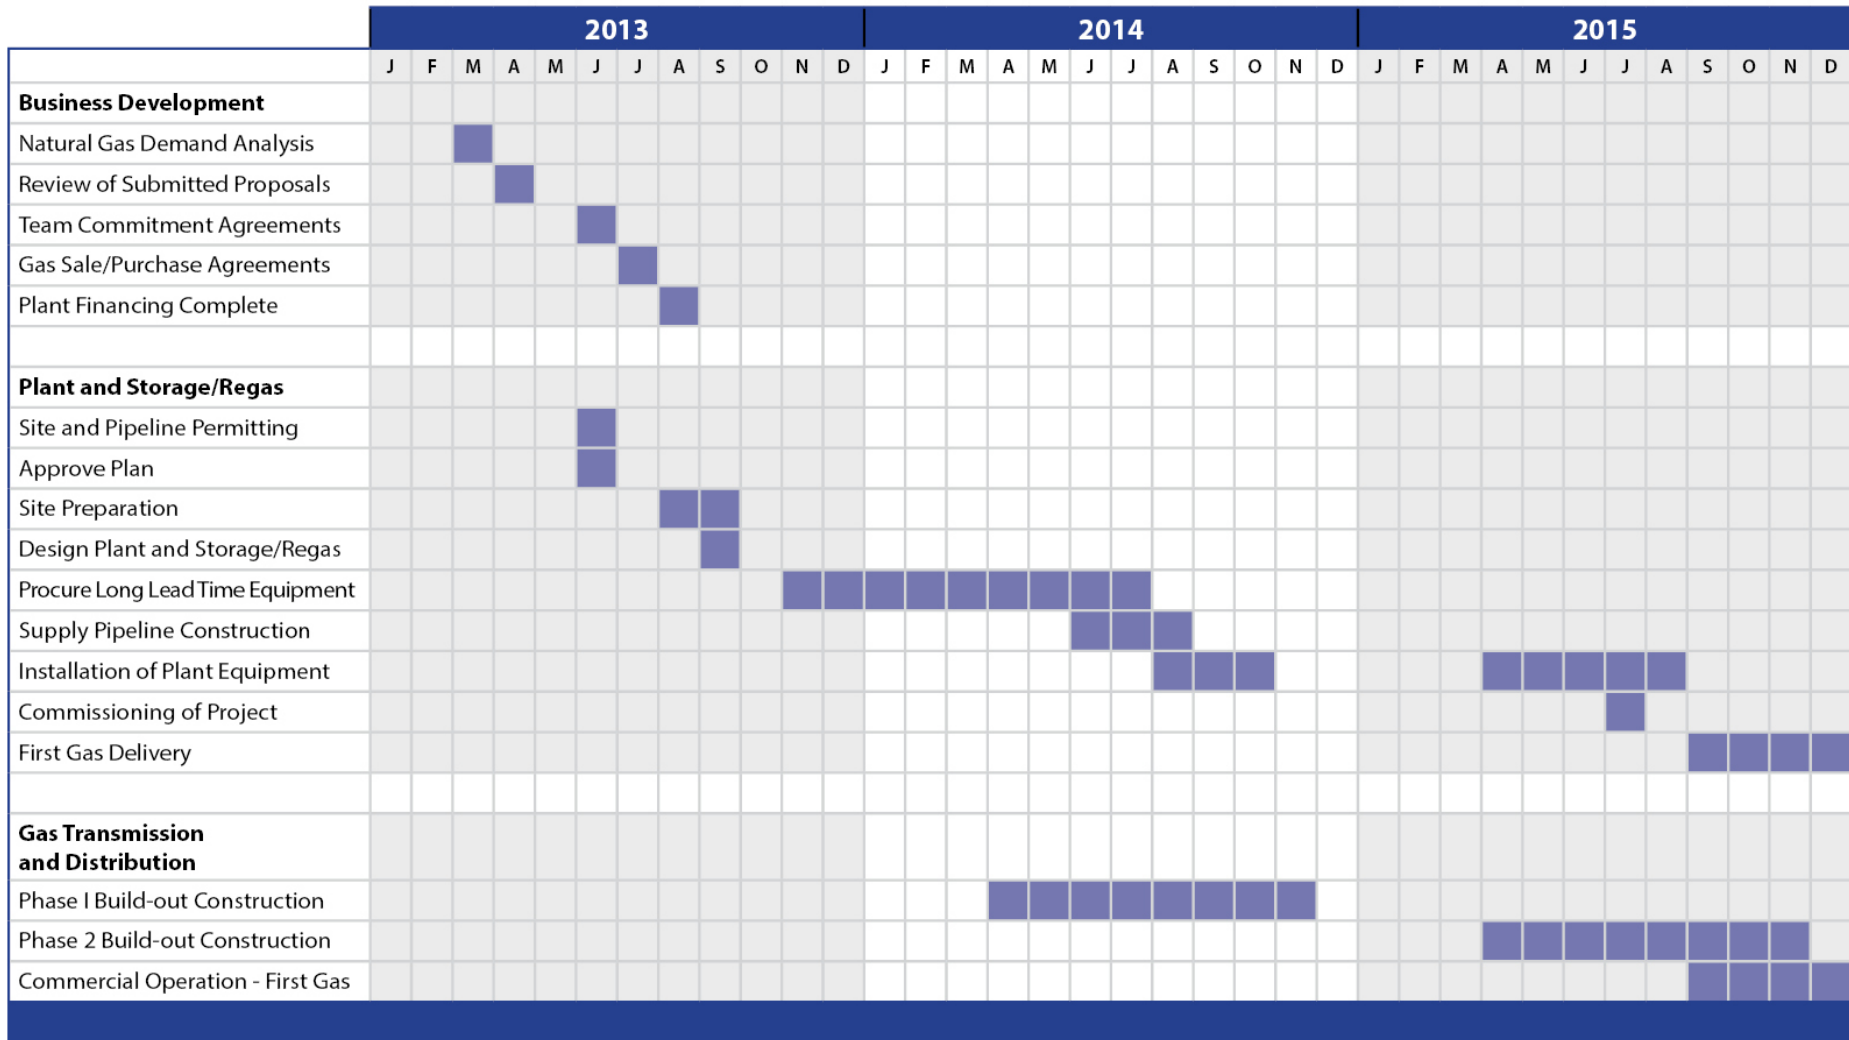 2013 2014 2015
J F M A M J J A S O N D J F M A M J J A S O N D J F M A M J J A S O N D
Business Development
Natural Gas Demand Analysis
Review of Submitted Proposals
Team Commitment Agreements
Gas Sale/Purchase Agreements
Plant Financing Complete
Plant and Storage/Regas
Site and Pipeline Permitting
Approve Plan
Site Preparation
Design Plant and Storage/Regas
Procure Long Lead Time Equipment
Supply Pipeline Construction
Installation of Plant Equipment
Commissioning of Project
First Gas Delivery
Gas Transmission
and Distribution
Phase I Build-out Construction
Phase 2 Build-out Construction
Commercial Operation - First Gas